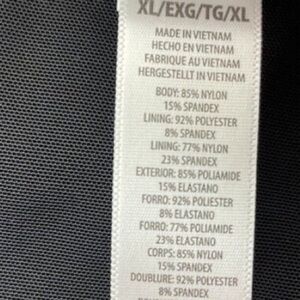 XL/EXG/TG/XL
MADE IN VIETNAM
HECHO EN VIETNAM
FABRIQUE AU VIETNAM
HERGESTELLT IN VIETNAM
BODY: 85% NYLON
15% SPANDEX
LINING: 92% POLYESTER
8% SPANDEX
LINING: 77% NYLON
23% SPANDEX
EXTERIOR: 85% POLIAMIDE
15% ELASTANO
FORRO: 92% POLIESTER
8% ELASTANO
FORRO: 77% POLIAMIDE
23% ELASTANO
CORPS: 85% NYLON
15% SPANDEX
DOUBLURE: 92% POLYESTER
8% SPANDEX